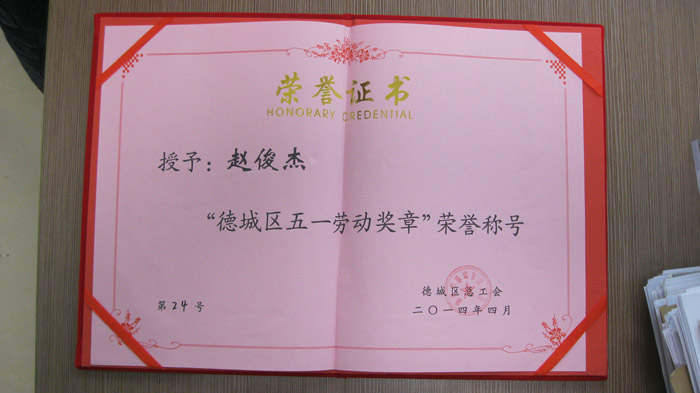 荣誉证书
HONORARY CREDENTIAL
授予：赵俊杰
“德城区五一劳动奖章”荣誉称号
第24号
德城区总工会
二〇一四年四月